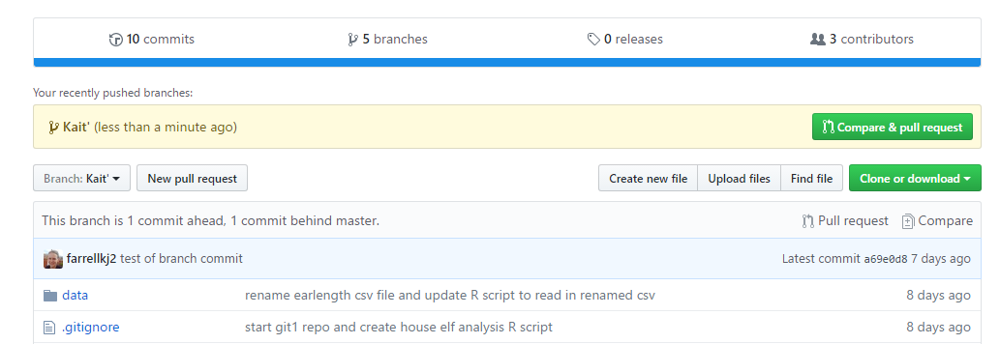 10 commits 5 branches 0 releases 3 contributors
Your recently pushed branches:
Kait' (less than a minute ago) Compare & pull request
Branch: Kait' New pull request Create new file Upload files Find file Clone or download
This branch is 1 commit ahead, 1 commit behind master. Pull request Compare
farrellkj2 test of branch commit Latest commit a69e0d8 7 days ago
data rename earlength csv file and update R script to read in renamed csv 8 days ago
.gitignore start git1 repo and create house elf analysis R script 8 days ago